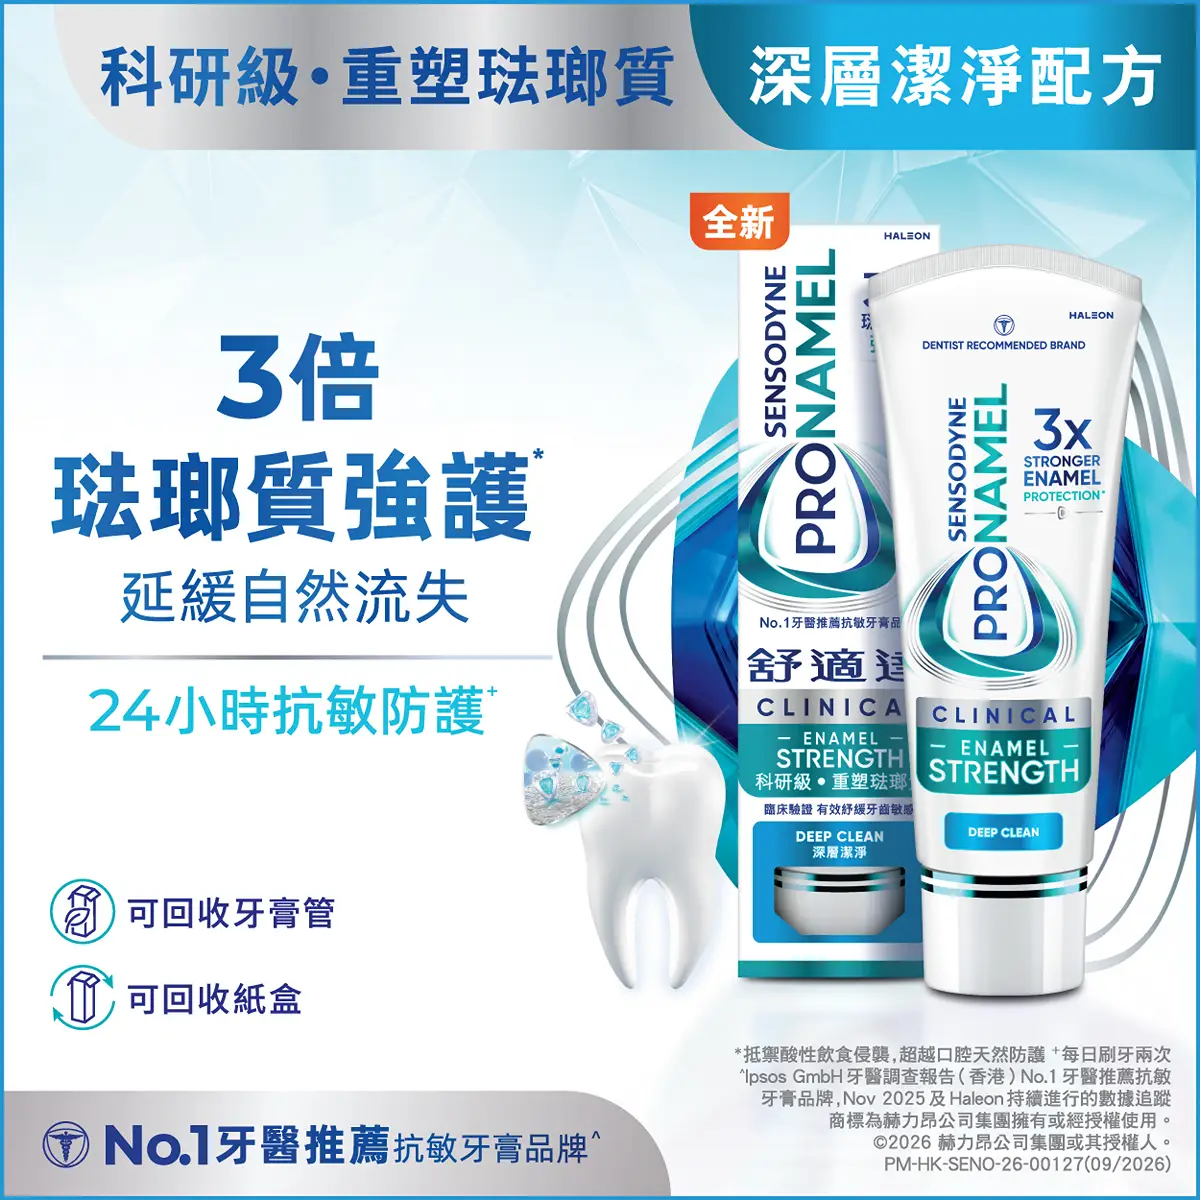 科研級•重塑琺瑯質
深層潔淨配方
全新
3倍
琺瑯質強護*
延緩自然流失
24小時抗敏防護+
可回收牙膏管
可回收紙盒
HALEON
SENSODYNE
PRONAMEL
No.1牙醫推薦抗敏牙膏品
舒適達
CLINICA
ENAMEL
STRENGTH
科研級•重塑琺瑯
臨床驗證 有效紓緩牙齒敏感
DEEP CLEAN
深層潔淨
HALEON
DENTIST RECOMMENDED BRAND
SENSODYNE
PRONAMEL
3x
STRONGER
ENAMEL
PROTECTION*
CLINICAL
ENAMEL
STRENGTH
DEEP CLEAN
*抵禦酸性飲食侵襲,超越口腔天然防護 +每日刷牙兩次
^Ipsos GmbH 牙醫調查報告(香港)No.1 牙醫推薦抗敏
牙膏品牌,Nov 2025 及 Haleon 持續進行的數據追蹤
商標為赫力昂公司集團擁有或經授權使用。
©2026 赫力昂公司集團或其授權人。
PM-HK-SENO-26-00127(09/2026)
No.1牙醫推薦抗敏牙膏品牌^